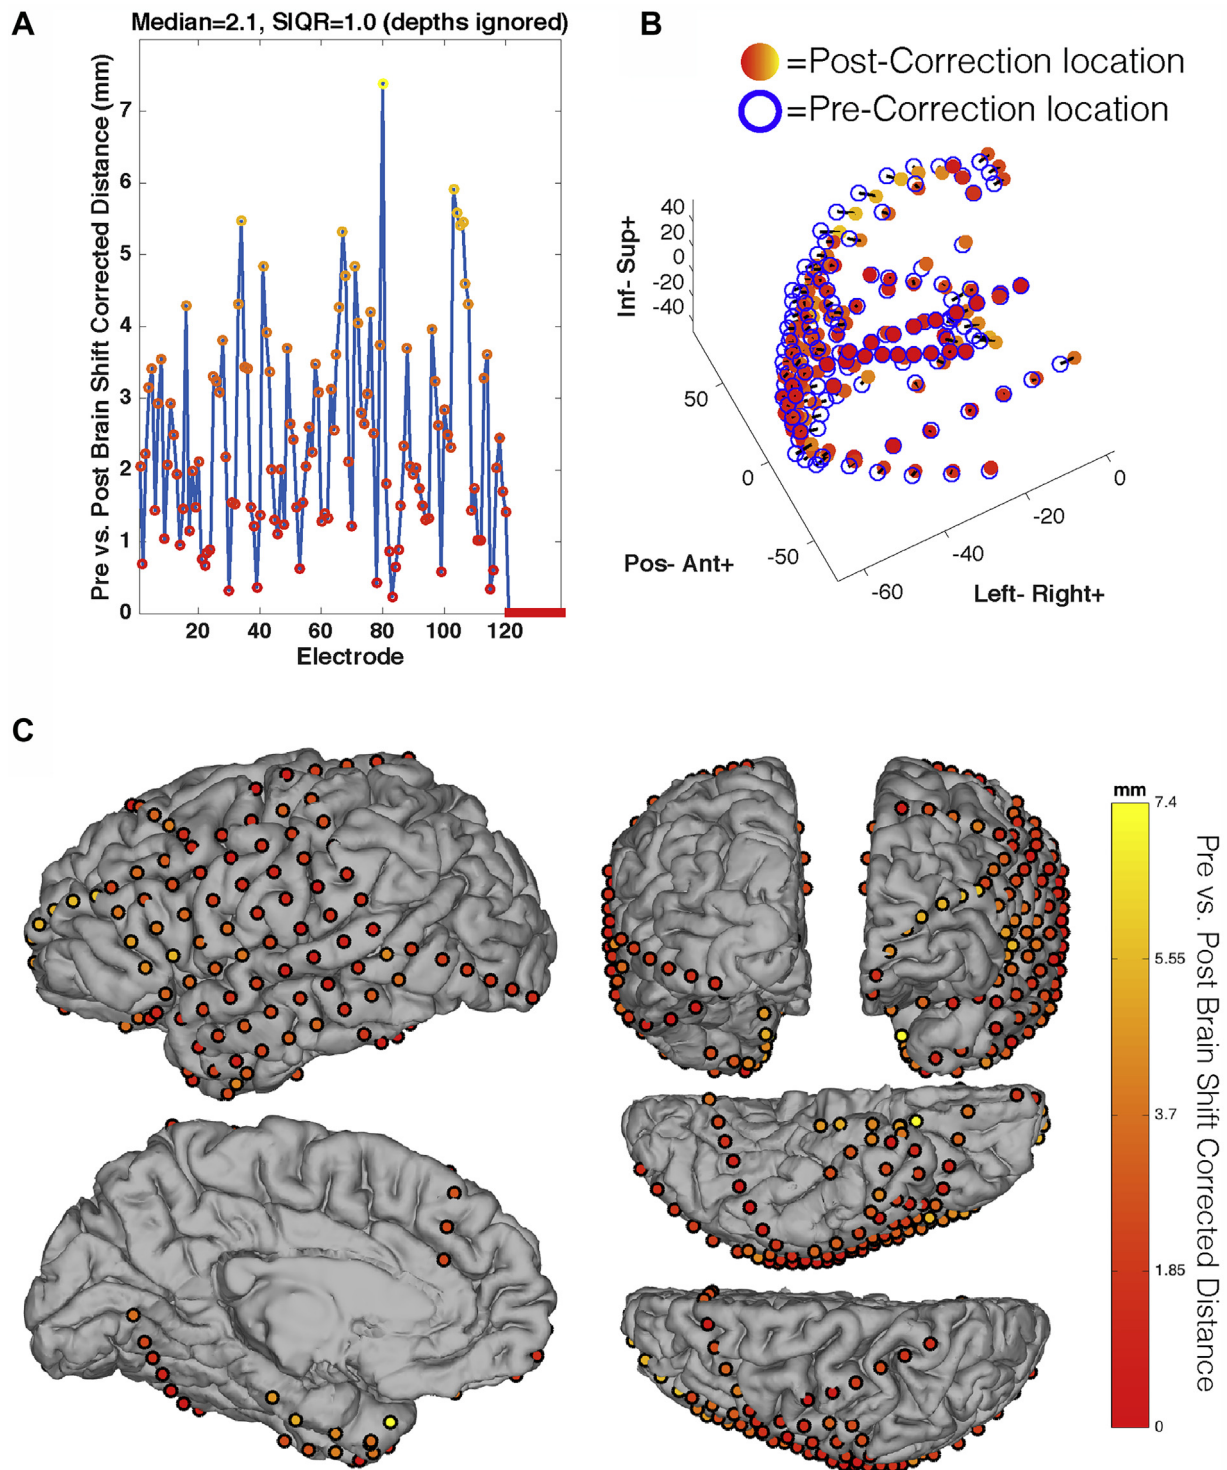 A
Median=2.1, SIQR=1.0 (depths ignored)
Pre vs. Post Brain Shift Corrected Distance (mm)
7
6
5
4
3
2
1
0
20 40 60 80 100 120
Electrode
B
=Post-Correction location
=Pre-Correction location
Inf- Sup+
40
20
0
-20
-40
50
0
-50
Pos- Ant+
0
-20
-40
-60
Left- Right+
C
mm
7.4
5.55
3.7
1.85
0
Pre vs. Post Brain Shift Corrected Distance